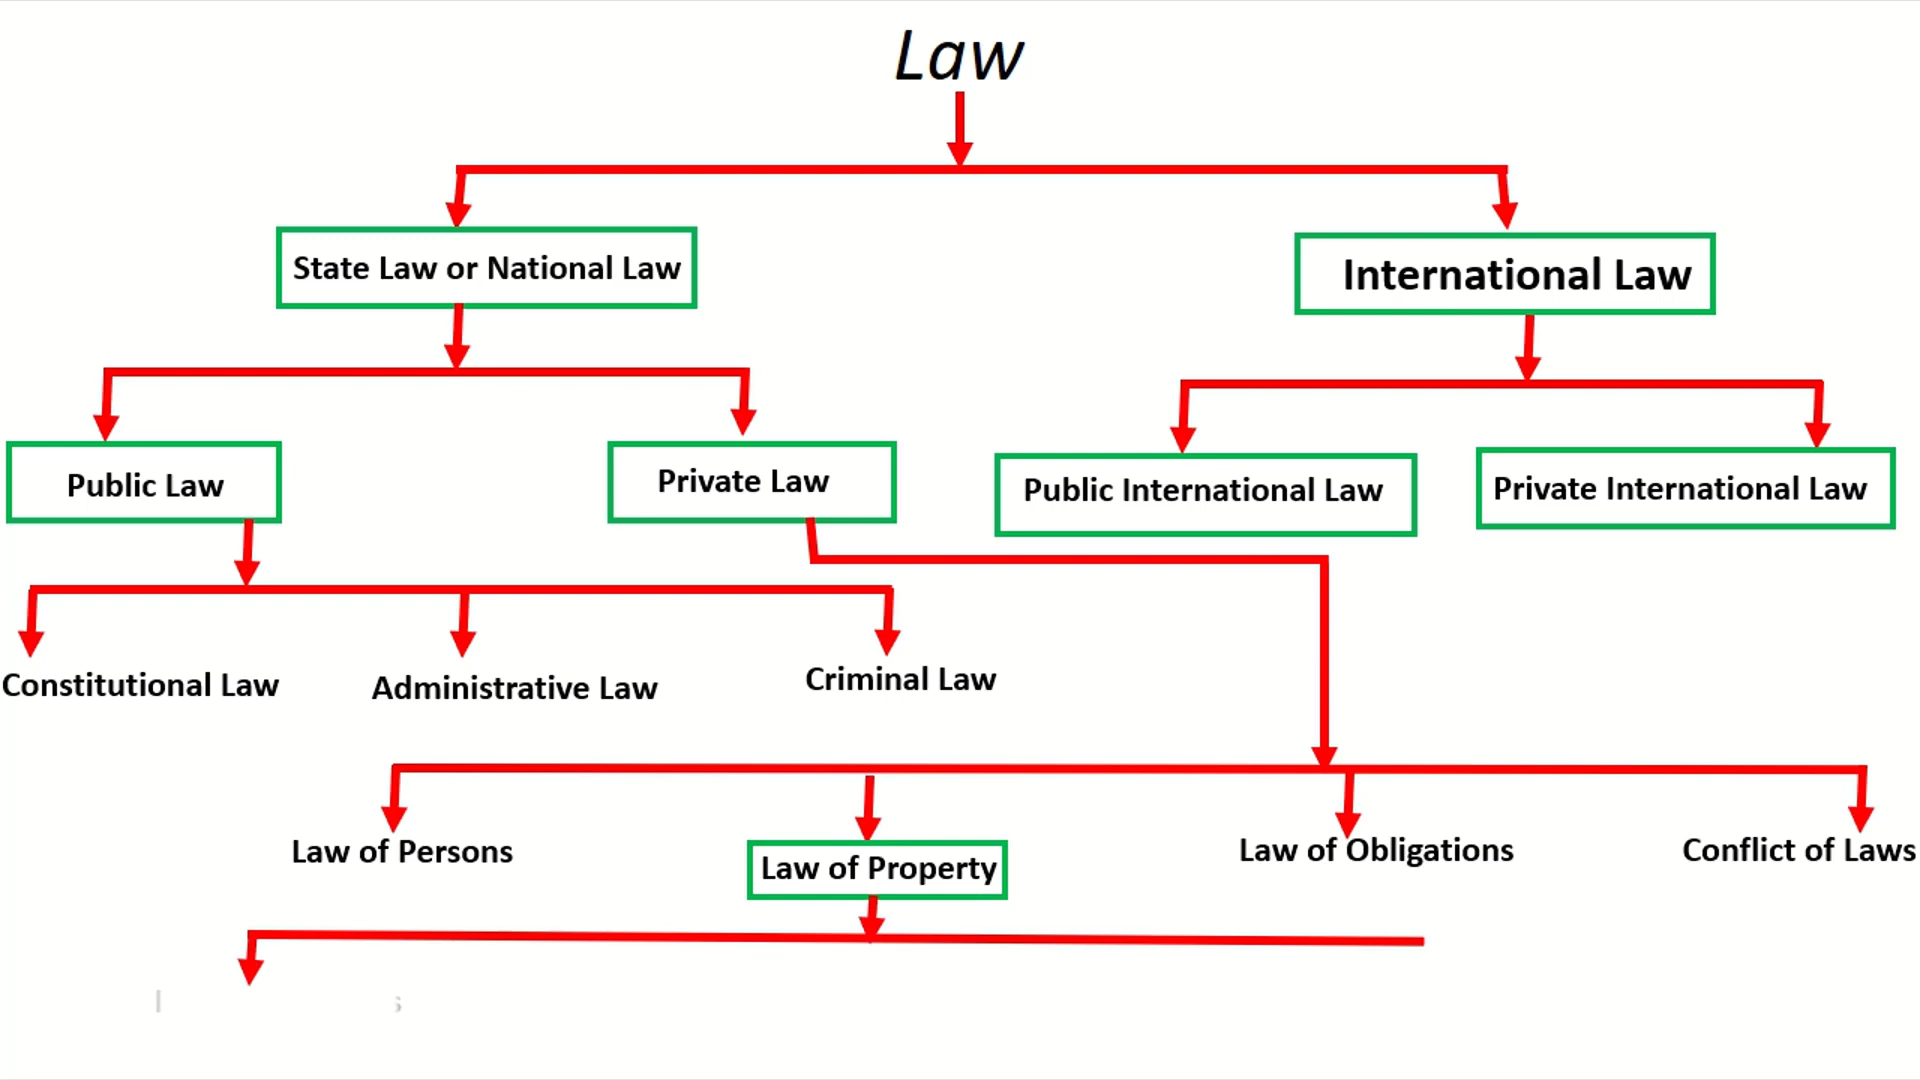 Law
State Law or National Law
International Law
Public Law
Private Law
Public International Law
Private International Law
Constitutional Law
Administrative Law
Criminal Law
Law of Persons
Law of Property
Law of Obligations
Conflict of Laws